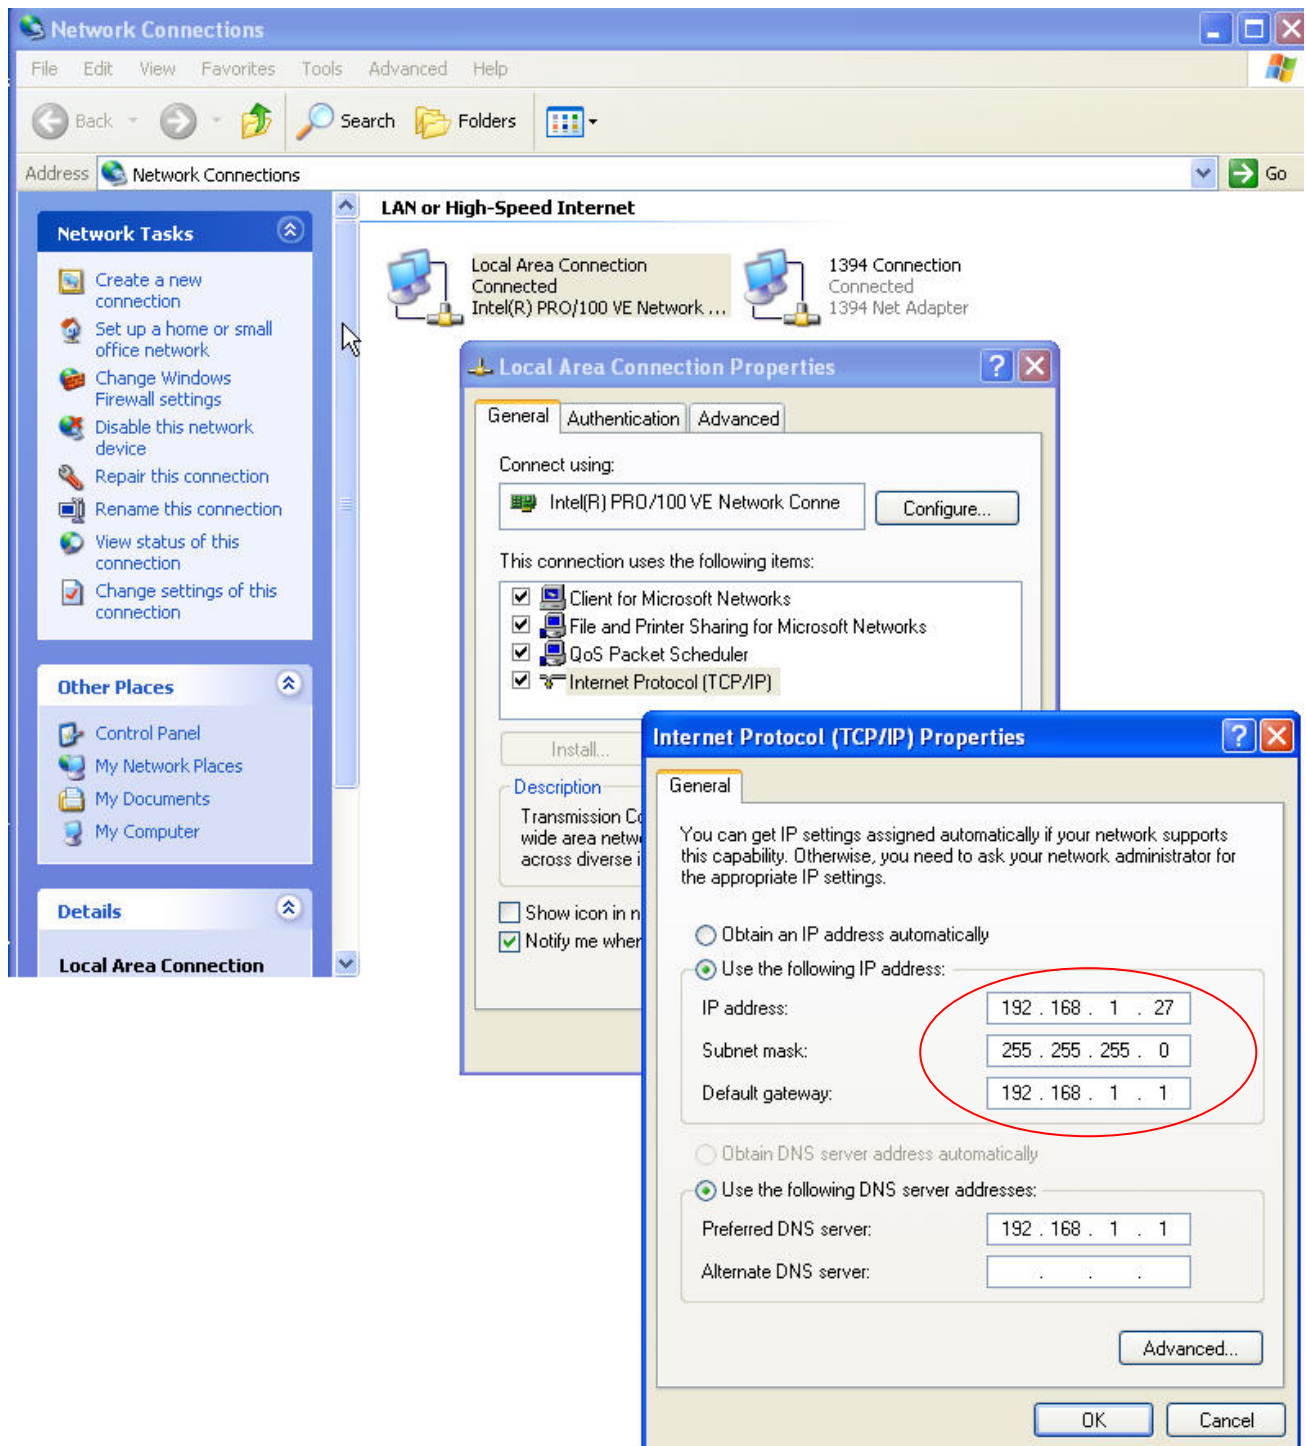 Network Connections
File Edit View Favorites Tools Advanced Help
Back Search Folders
Address Network Connections Go
Network Tasks
Create a new
connection
Set up a home or small
office network
Change Windows
Firewall settings
Disable this network
device
Repair this connection
Rename this connection
View status of this
connection
Change settings of this
connection
Other Places
Control Panel
My Network Places
My Documents
My Computer
Details
Local Area Connection
LAN or High-Speed Internet
Local Area Connection
Connected
Intel(R) PRO/100 VE Network ...
1394 Connection
Connected
1394 Net Adapter
Local Area Connection Properties
General Authentication Advanced
Connect using:
Intel(R) PRO/100 VE Network Conne
Configure...
This connection uses the following items:
Client for Microsoft Networks
File and Printer Sharing for Microsoft Networks
QoS Packet Scheduler
Internet Protocol (TCP/IP)
Install...
Description
Transmission Co
wide area netw
across diverse i
Show icon in n
Notify me when
Internet Protocol (TCP/IP) Properties
General
You can get IP settings assigned automatically if your network supports
this capability. Otherwise, you need to ask your network administrator for
the appropriate IP settings.
Obtain an IP address automatically
Use the following IP address:
IP address: 192 . 168 . 1 . 27
Subnet mask: 255 . 255 . 255 . 0
Default gateway: 192 . 168 . 1 . 1
Obtain DNS server address automatically
Use the following DNS server addresses:
Preferred DNS server: 192 . 168 . 1 . 1
Alternate DNS server: . . .
Advanced...
OK Cancel